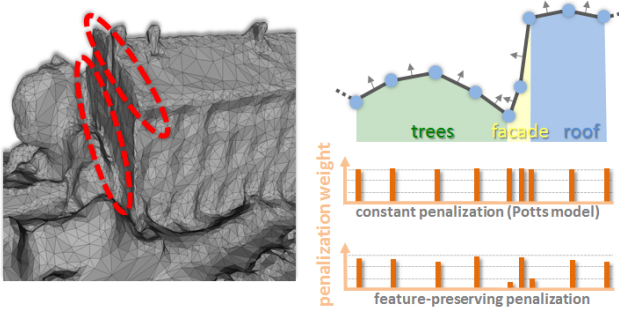 trees
facade
roof
penalization weight
constant penalization (Potts model)
feature-preserving penalization